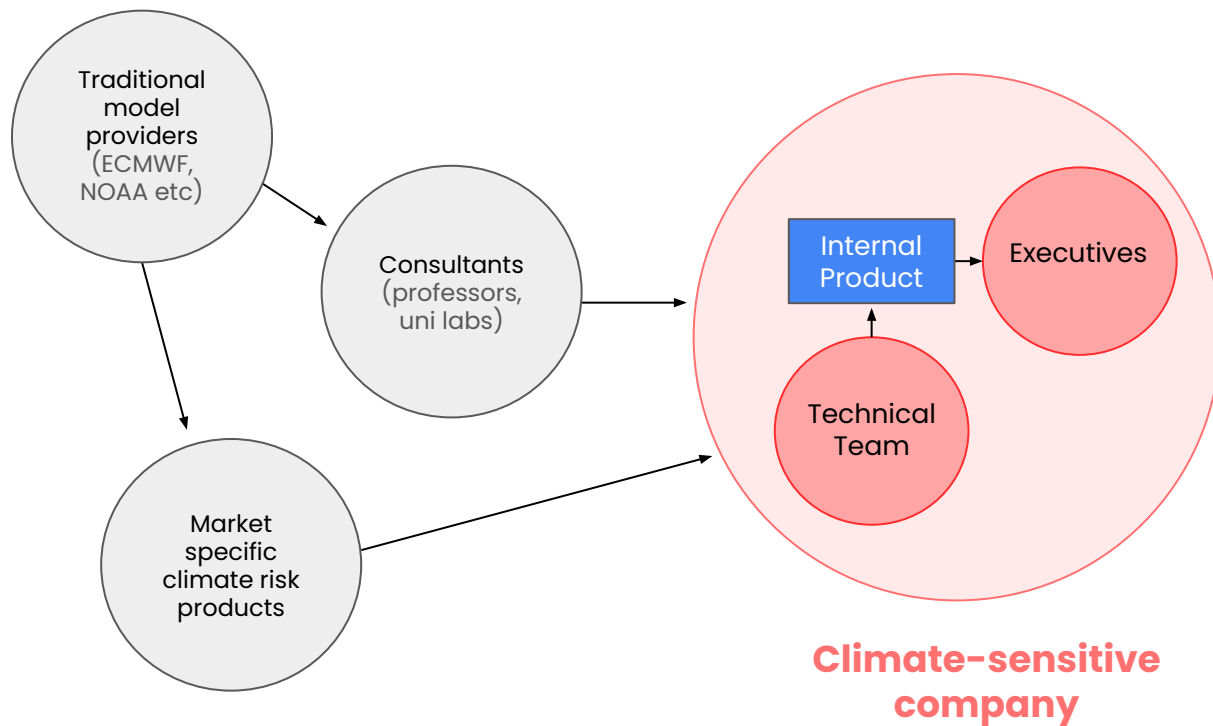 Traditional
model
providers
(ECMWF,
NOAA etc)
Consultants
(professors,
uni labs)
Market
specific
climate risk
products
Internal
Product
Executives
Technical
Team
Climate-sensitive
company